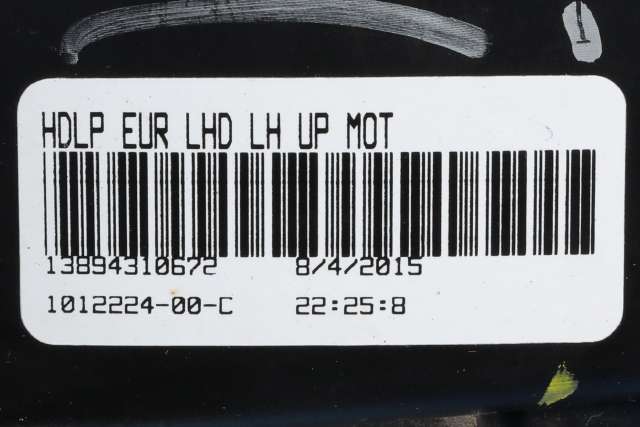 HDLP EUR LHD LH UP MOT
13894310672 8/4/2015
1012224-00-C 22:25:8